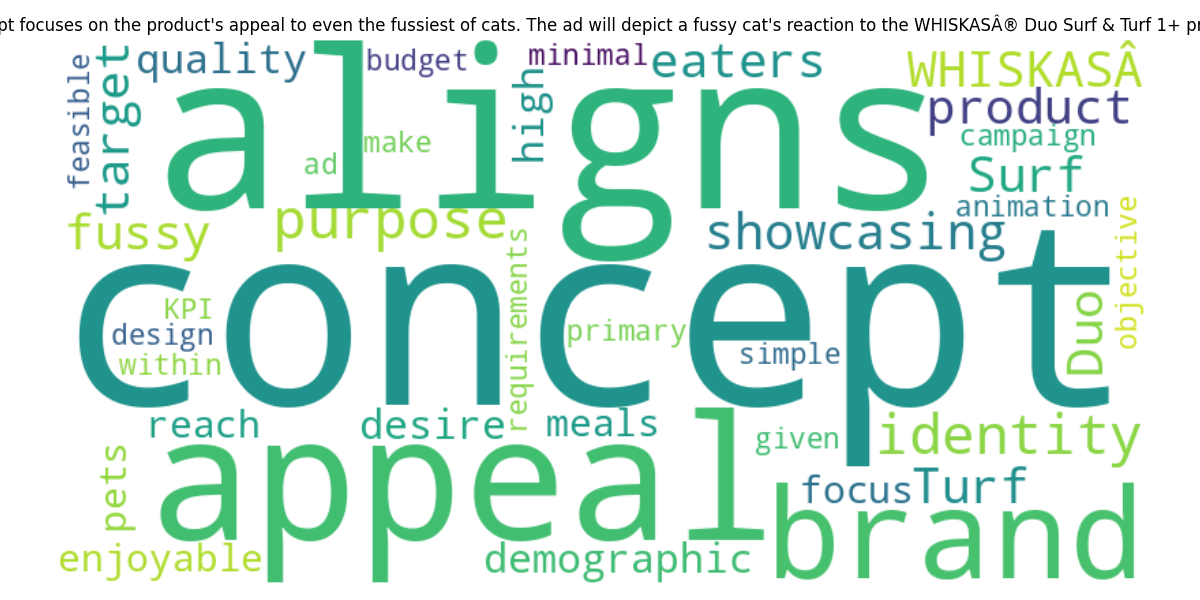 pt focuses on the product's appeal to even the fussiest of cats. The ad will depict a fussy cat's reaction to the WHISKASÂ® Duo Surf & Turf 1+ pr
feasible
target
quality
budget
minimal
eaters
WHISKASÂ
aligns
high
product
make
ad
campaign
Surf
animation
fussy
purpose
showcasing
objective
concept
requirements
KPI
design
within
primary
simple
Duo
reach
desire
meals
given
identity
appeal
pets
focus
Turf
brand
enjoyable
demographic